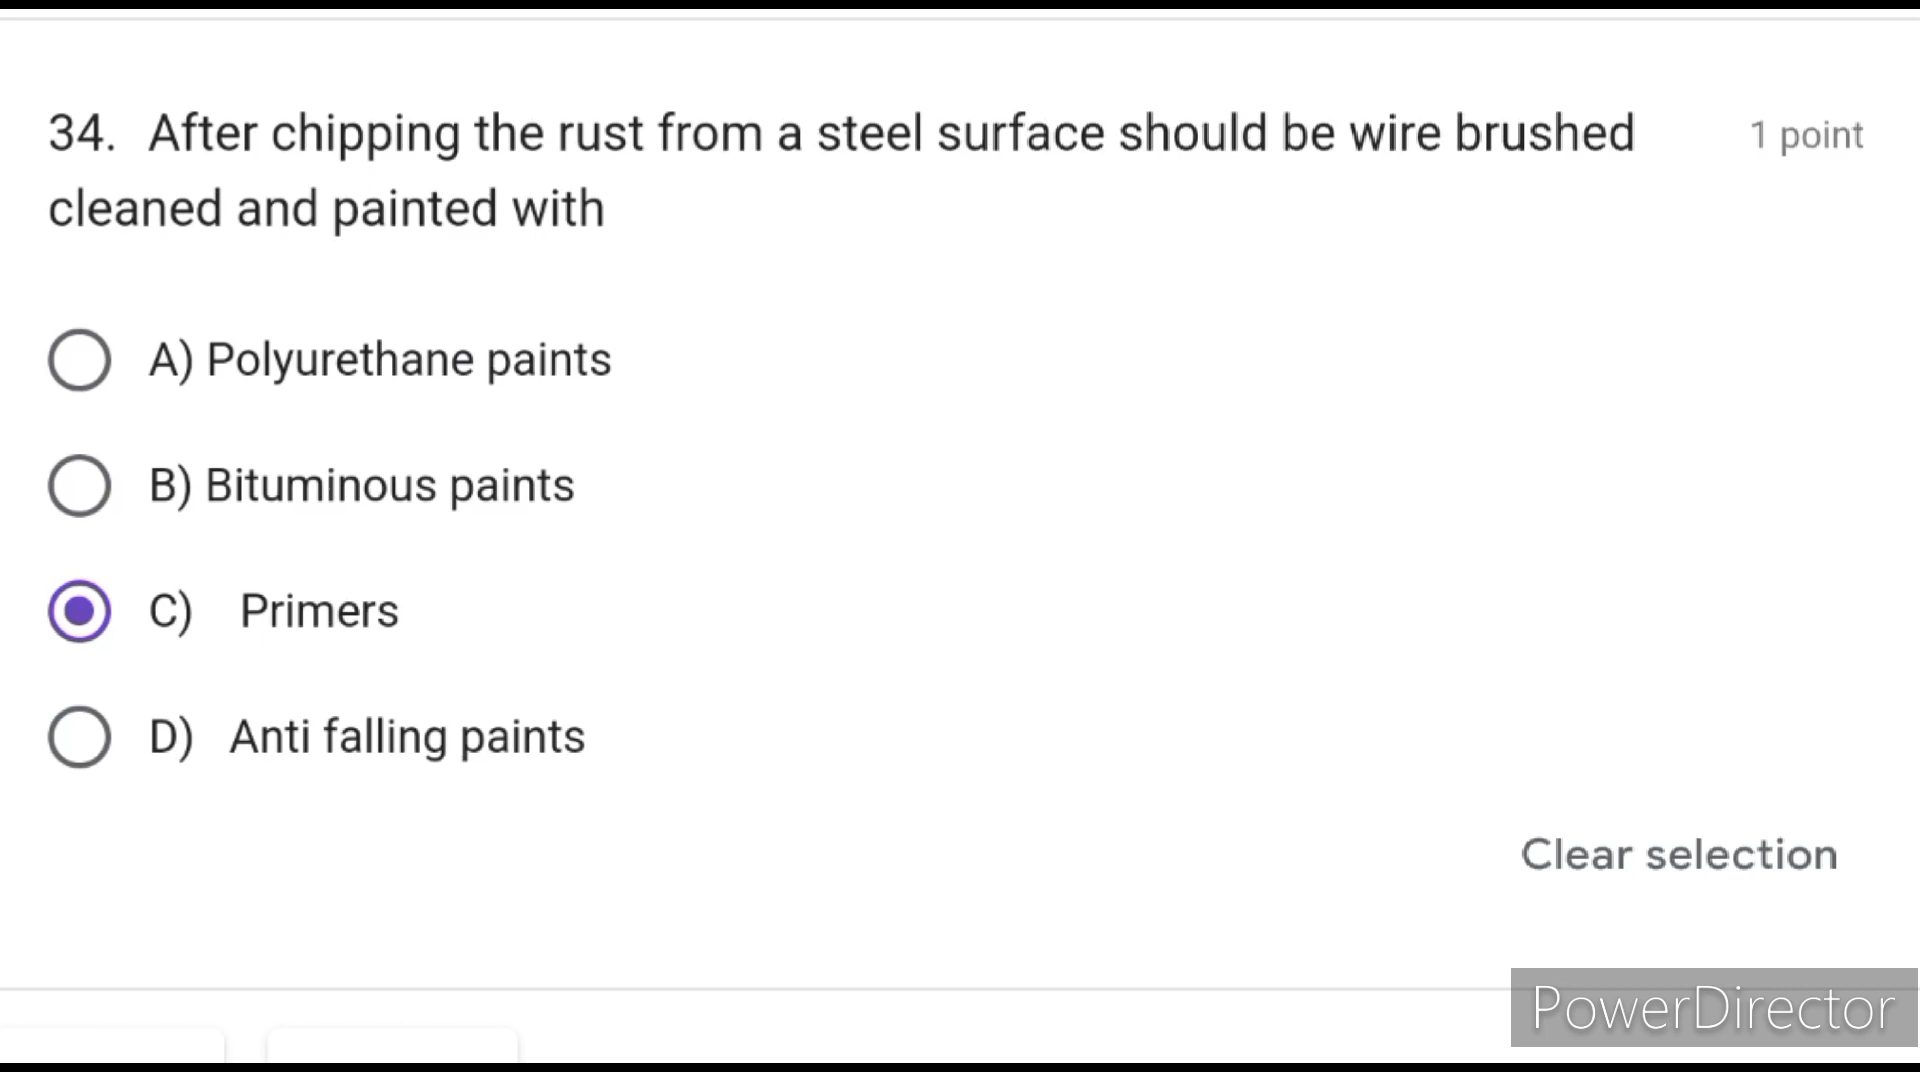 34. After chipping the rust from a steel surface should be wire brushed
1 point
cleaned and painted with
A) Polyurethane paints
B) Bituminous paints
C) Primers
D) Anti falling paints
Clear selection
PowerDirector